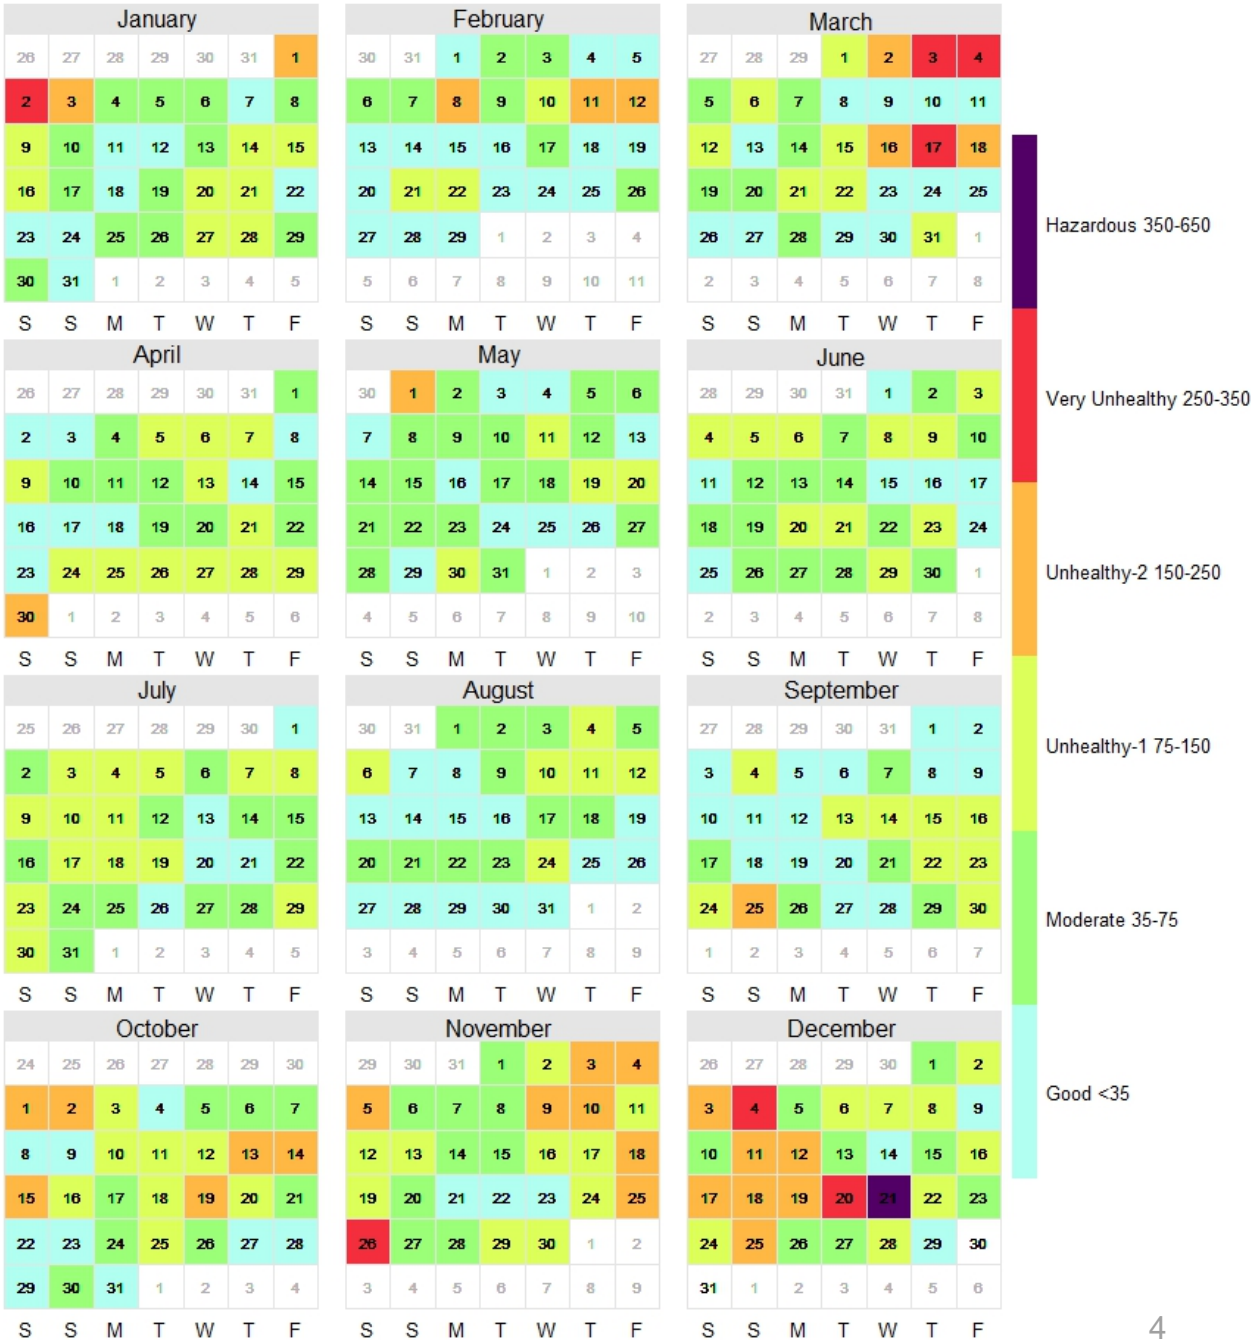 January February March
26 27 28 29 30 31 1 30 31 1 2 3 4 5 27 28 29 1 2 3 4
2 3 4 5 6 7 8 6 7 8 9 10 11 12 5 6 7 8 9 10 11
9 10 11 12 13 14 15 13 14 15 16 17 18 19 12 13 14 15 16 17 18
16 17 18 19 20 21 22 20 21 22 23 24 25 26 19 20 21 22 23 24 25
23 24 25 26 27 28 29 27 28 29 1 2 3 4 26 27 28 29 30 31 1
30 31 1 2 3 4 5 5 6 7 8 9 10 11 2 3 4 5 6 7 8
S S M T W T F S S M T W T F S S M T W T F
April May June
26 27 28 29 30 31 1 30 1 2 3 4 5 6 28 29 30 31 1 2 3
2 3 4 5 6 7 8 7 8 9 10 11 12 13 4 5 6 7 8 9 10
9 10 11 12 13 14 15 14 15 16 17 18 19 20 11 12 13 14 15 16 17
16 17 18 19 20 21 22 21 22 23 24 25 26 27 18 19 20 21 22 23 24
23 24 25 26 27 28 29 28 29 30 31 1 2 3 25 26 27 28 29 30 1
30 1 2 3 4 5 6 4 5 6 7 8 9 10 2 3 4 5 6 7 8
S S M T W T F S S M T W T F S S M T W T F
July August September
25 26 27 28 29 30 1 30 31 1 2 3 4 5 27 28 29 30 31 1 2
2 3 4 5 6 7 8 6 7 8 9 10 11 12 3 4 5 6 7 8 9
9 10 11 12 13 14 15 13 14 15 16 17 18 19 10 11 12 13 14 15 16
16 17 18 19 20 21 22 20 21 22 23 24 25 26 17 18 19 20 21 22 23
23 24 25 26 27 28 29 27 28 29 30 31 1 2 24 25 26 27 28 29 30
30 31 1 2 3 4 5 3 4 5 6 7 8 9 1 2 3 4 5 6 7
S S M T W T F S S M T W T F S S M T W T F
October November December
24 25 26 27 28 29 30 29 30 31 1 2 3 4 26 27 28 29 30 1 2
1 2 3 4 5 6 7 5 6 7 8 9 10 11 3 4 5 6 7 8 9
8 9 10 11 12 13 14 12 13 14 15 16 17 18 10 11 12 13 14 15 16
15 16 17 18 19 20 21 19 20 21 22 23 24 25 17 18 19 20 21 22 23
22 23 24 25 26 27 28 26 27 28 29 30 1 2 24 25 26 27 28 29 30
29 30 31 1 2 3 4 3 4 5 6 7 8 9 31 1 2 3 4 5 6
S S M T W T F S S M T W T F S S M T W T F
Hazardous 350-650
Very Unhealthy 250-350
Unhealthy-2 150-250
Unhealthy-1 75-150
Moderate 35-75
Good <35
4